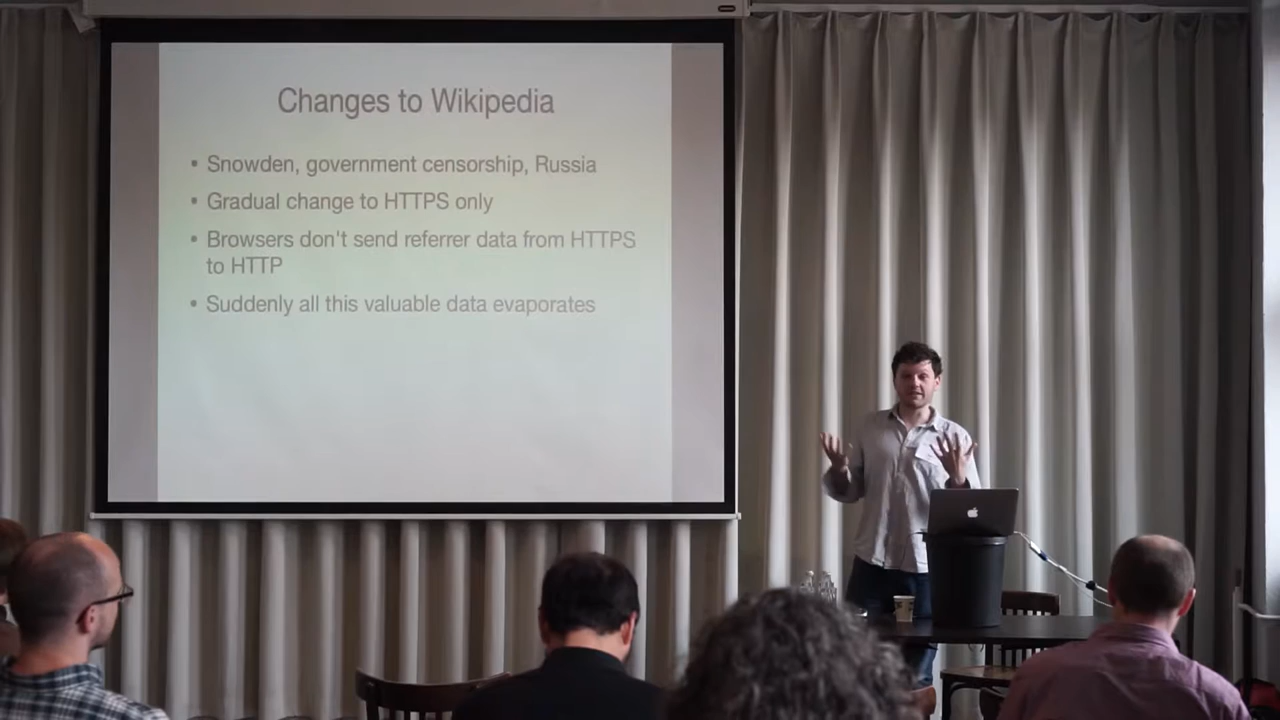 Changes to Wikipedia
• Snowden, government censorship, Russia
• Gradual change to HTTPS only
• Browsers don't send referrer data from HTTPS
to HTTP
• Suddenly all this valuable data evaporates